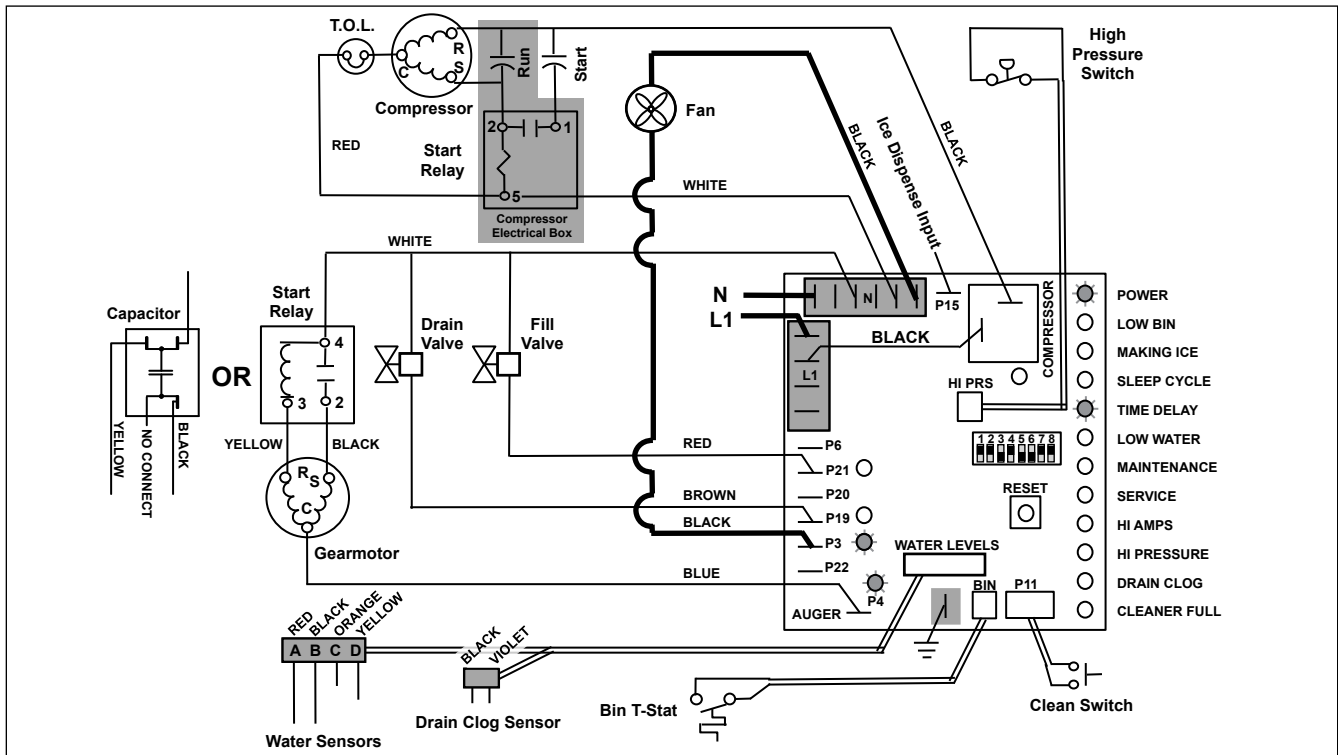 T.O.L.
R
S
C
Compressor
Run
Start
2
1
5
Start
Relay
Compressor
Electrical Box
RED
Fan
BLACK
Ice Dispense Input
BLACK
High
Pressure
Switch
WHITE
WHITE
Capacitor
YELLOW
NO CONNECT
BLACK
OR
Start
Relay
4
3
2
YELLOW
BLACK
R
S
C
Gearmotor
Drain
Valve
Fill
Valve
N
L1
N
P15
L1
BLACK
COMPRESSOR
HI PRS
POWER
LOW BIN
MAKING ICE
SLEEP CYCLE
TIME DELAY
LOW WATER
MAINTENANCE
SERVICE
HI AMPS
HI PRESSURE
DRAIN CLOG
CLEANER FULL
1 2 3 4 5 6 7 8
RESET
RED
P6
P21
P20
BROWN
P19
BLACK
P3
P22
BLUE
P4
AUGER
WATER LEVELS
BIN
P11
RED
BLACK
ORANGE
YELLOW
A B C D
Water Sensors
BLACK
VIOLET
Drain Clog Sensor
Bin T-Stat
Clean Switch